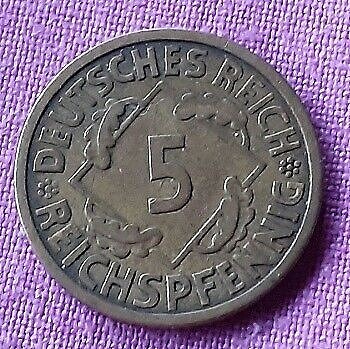 DEUTSCHES REICH
5
REICHSPFENNIG